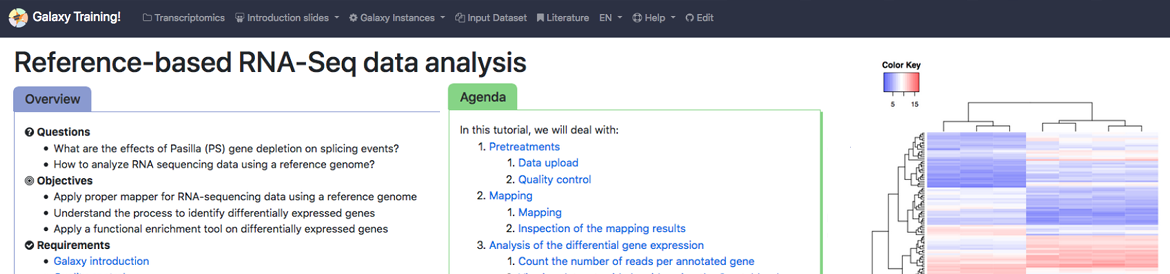 Galaxy Training!
Transcriptomics
Introduction slides
Galaxy Instances
Input Dataset
Literature
EN
Help
Edit
Reference-based RNA-Seq data analysis
Overview
Questions
What are the effects of Pasilla (PS) gene depletion on splicing events?
How to analyze RNA sequencing data using a reference genome?
Objectives
Apply proper mapper for RNA-sequencing data using a reference genome
Understand the process to identify differentially expressed genes
Apply a functional enrichment tool on differentially expressed genes
Requirements
Galaxy introduction
Agenda
In this tutorial, we will deal with:
1. Pretreatments
1. Data upload
2. Quality control
2. Mapping
1. Mapping
2. Inspection of the mapping results
3. Analysis of the differential gene expression
1. Count the number of reads per annotated gene
Color Key
5 15